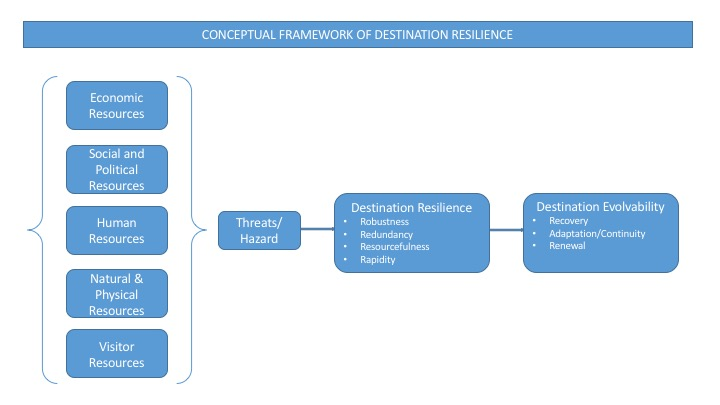 CONCEPTUAL FRAMEWORK OF DESTINATION RESILIENCE
Economic
Resources
Social and
Political
Resources
Human
Resources
Natural &
Physical
Resources
Visitor
Resources
Threats/
Hazard
Destination Resilience
• Robustness
• Redundancy
• Resourcefulness
• Rapidity
Destination Evolvability
• Recovery
• Adaptation/Continuity
• Renewal